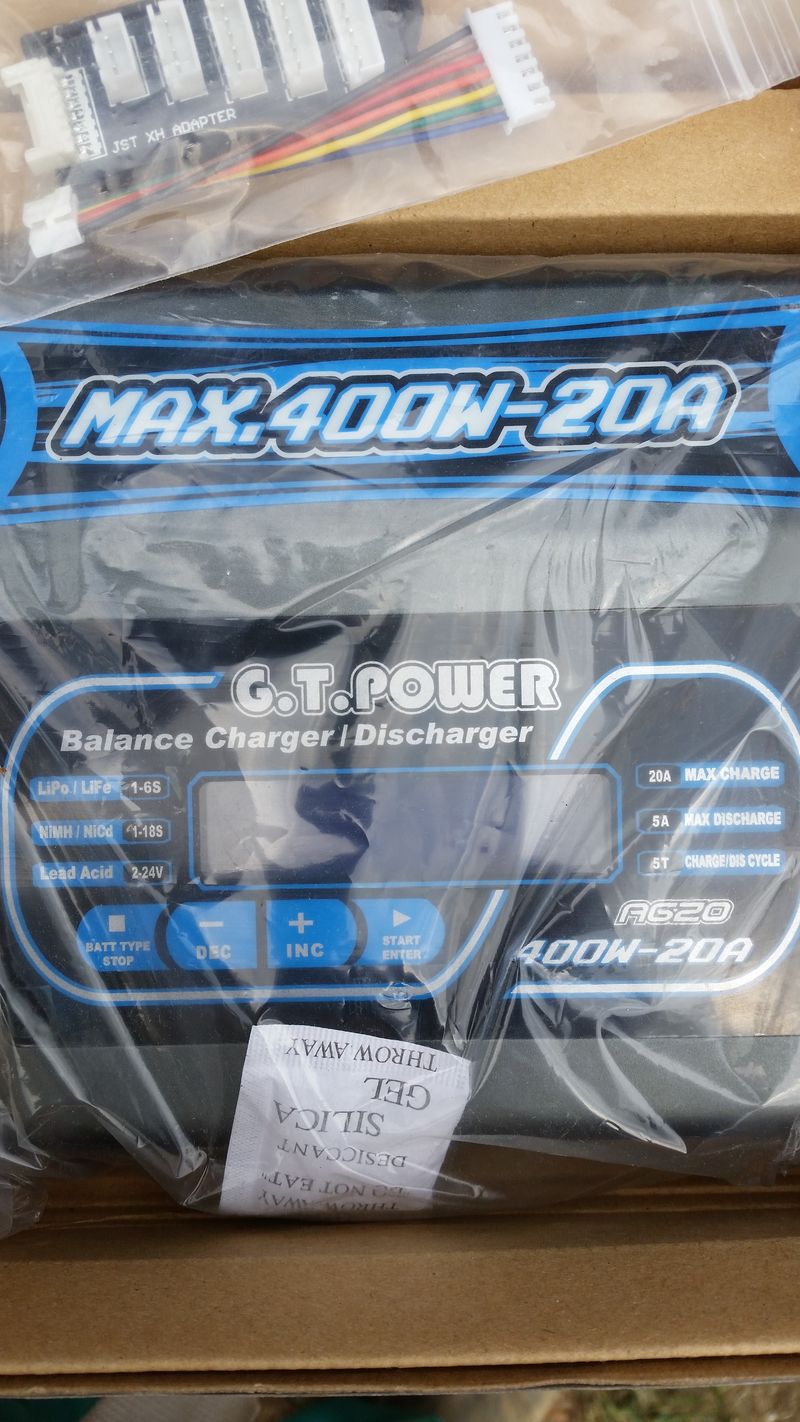 JST XH ADAPTER
MAX.400W-20A
G.T.POWER
Balance Charger/Discharger
LiPo / LiFe 1-6S
NiMH / NiCd 1-18S
Lead Acid 2-24V
20A MAX CHARGE
5A MAX DISCHARGE
5T CHARGE/DIS CYCLE
BATT TYPE
STOP
DEC
INC
START
ENTER
A620
400W-20A
THROW AWAY
"DO NOT EAT"
DESICCANT
SILICA
GEL
THROW AWAY